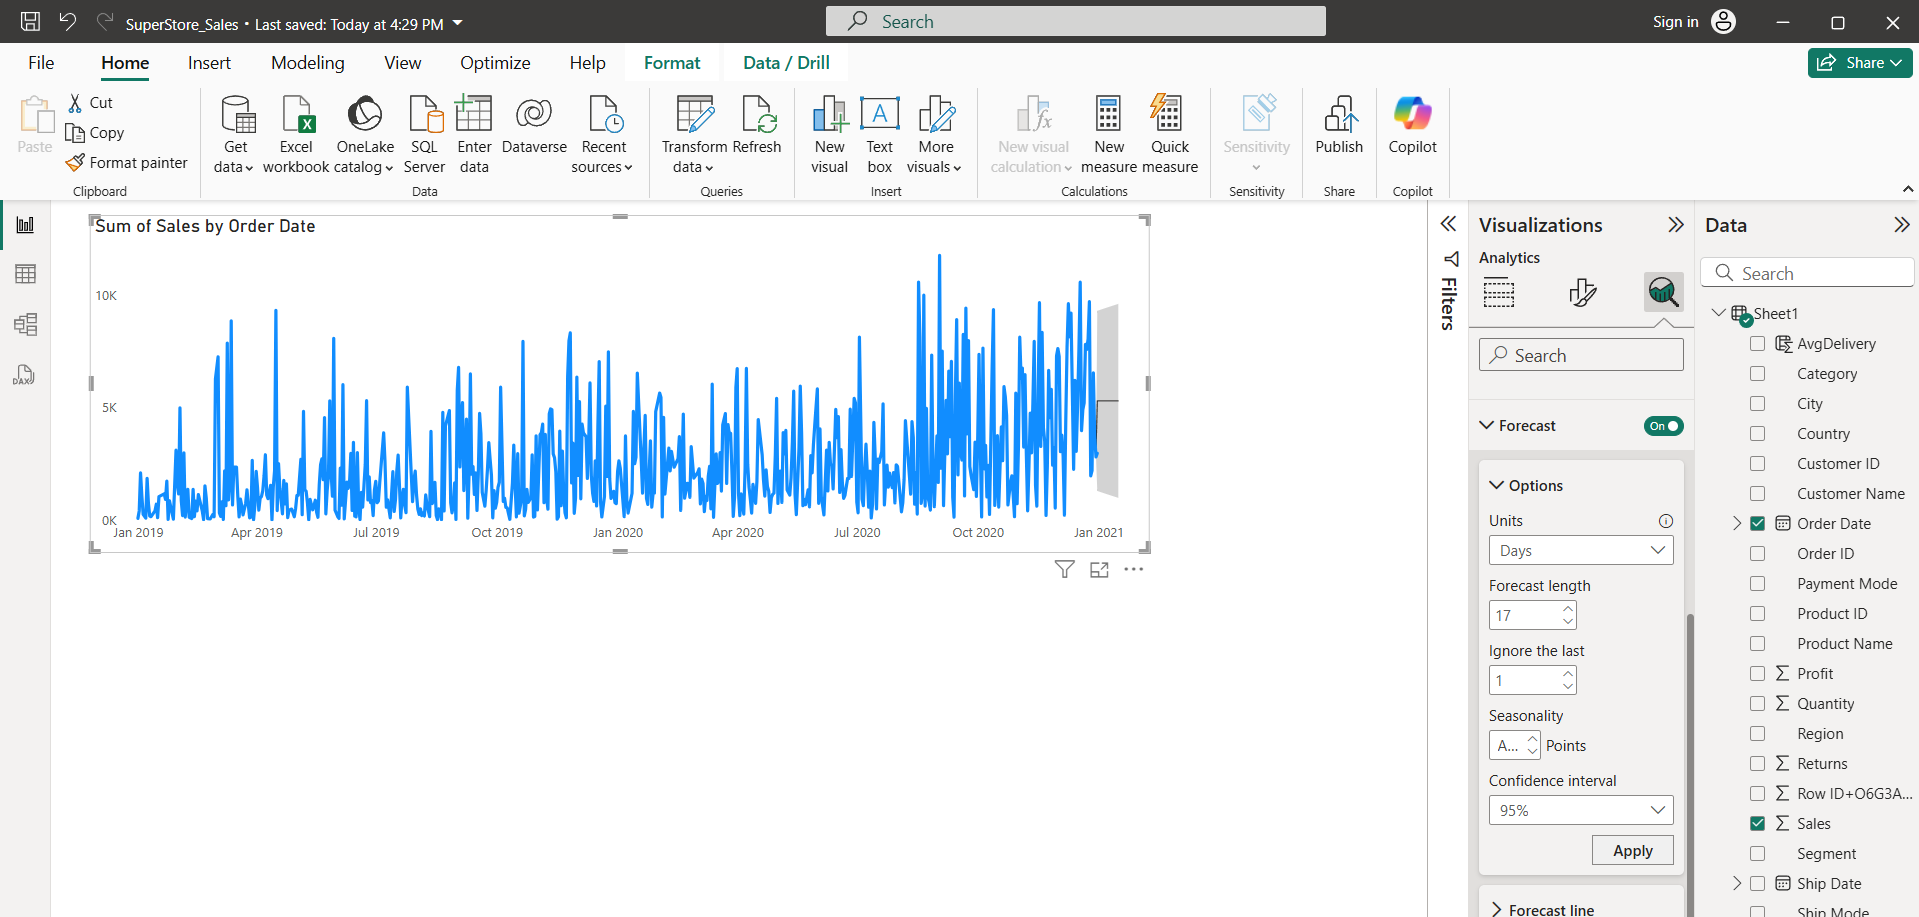 SuperStore_Sales • Last saved: Today at 4:29 PM
Search
Sign in
File
Home
Insert
Modeling
View
Optimize
Help
Format
Data / Drill
Share
Paste
Cut
Copy
Format painter
Clipboard
Get data
Excel workbook
OneLake catalog
SQL Server
Enter data
Dataverse
Recent sources
Data
Transform data
Refresh
Queries
New visual
A
Text box
More visuals
Insert
New visual calculation
New measure
Quick measure
Calculations
Sensitivity
Sensitivity
Publish
Share
Copilot
Copilot
DAX
Sum of Sales by Order Date
10K
5K
0K
Jan 2019
Apr 2019
Jul 2019
Oct 2019
Jan 2020
Apr 2020
Jul 2020
Oct 2020
Jan 2021
Filters
Visualizations
Analytics
Search
Forecast
On
Options
Units
Days
Forecast length
17
Ignore the last
1
Seasonality
A... Points
Confidence interval
95%
Apply
Forecast line
Data
Search
Sheet1
AvgDelivery
Category
City
Country
Customer ID
Customer Name
Order Date
Order ID
Payment Mode
Product ID
Product Name
Profit
Quantity
Region
Returns
Row ID+O6G3A...
Sales
Segment
Ship Date
Ship Mode